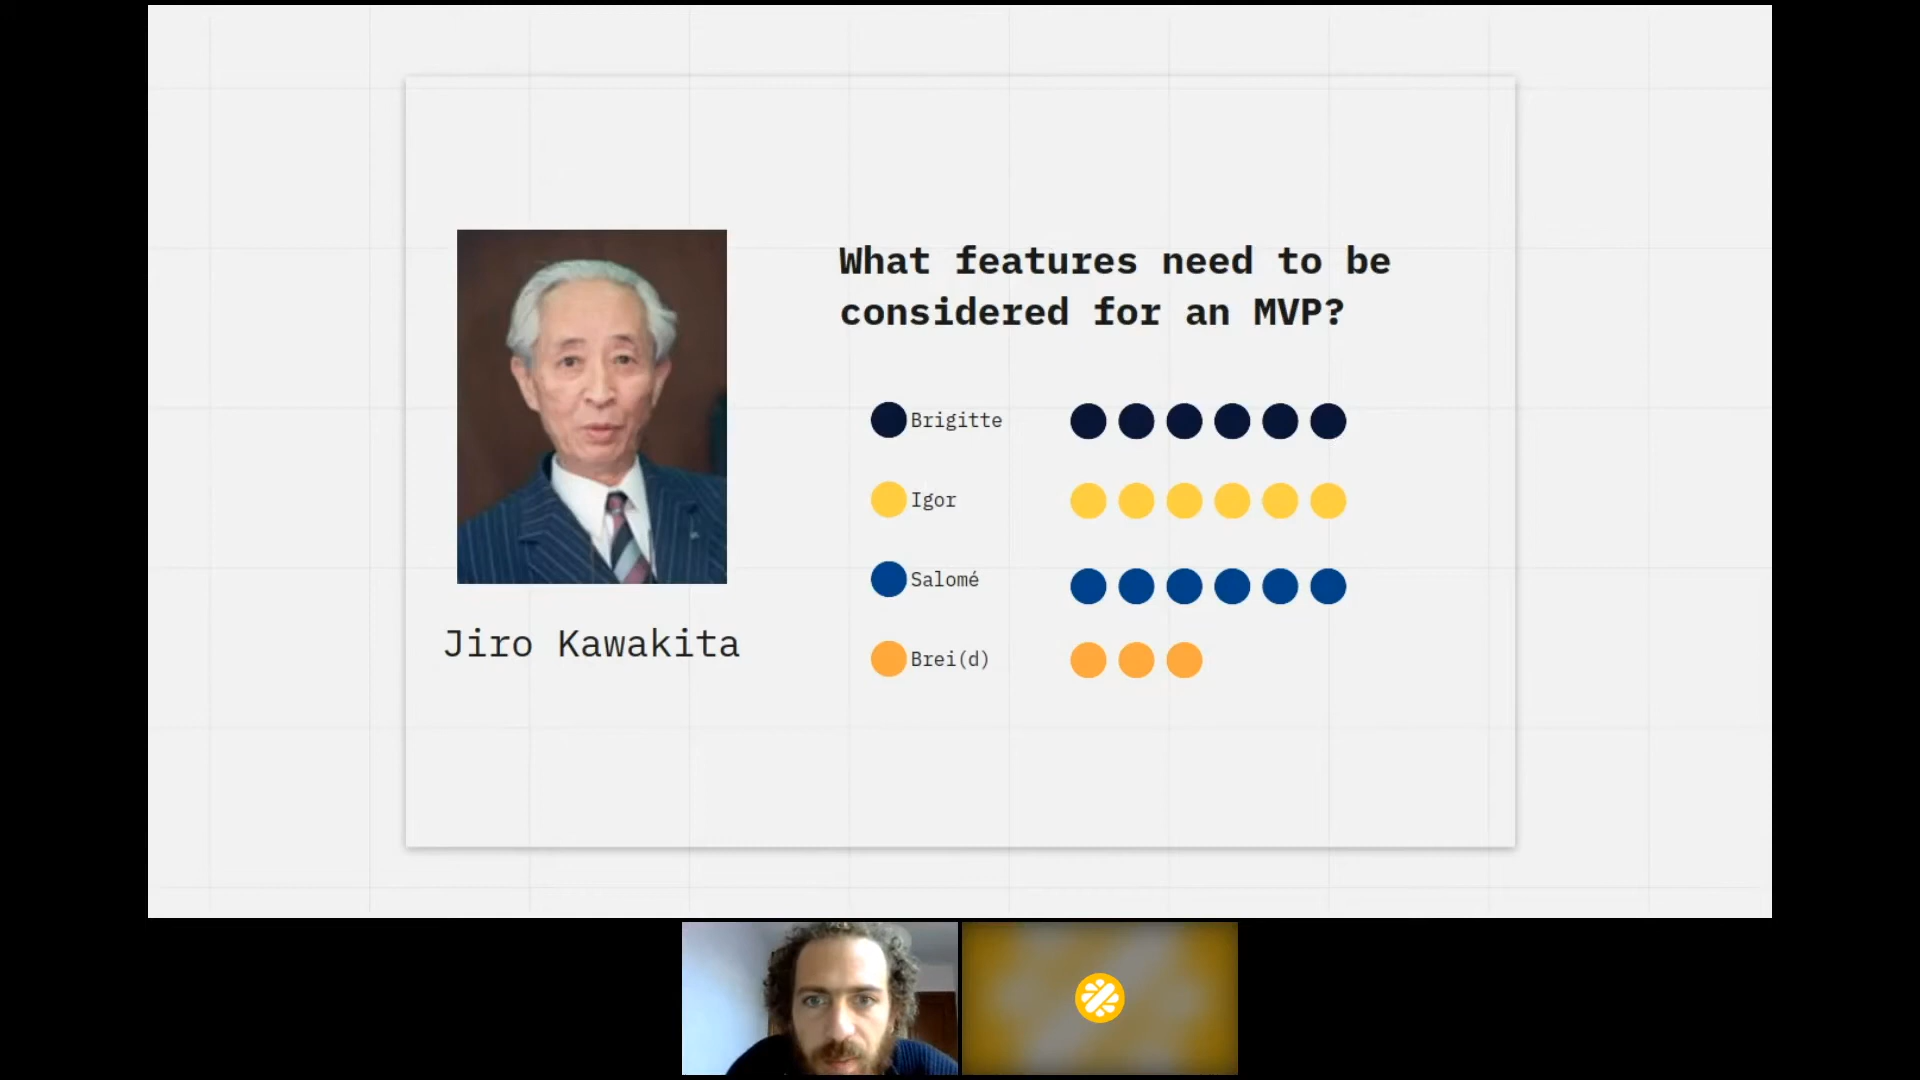 What features need to be
considered for an MVP?
Brigitte
Igor
Salomé
Brei(d)
Jiro Kawakita